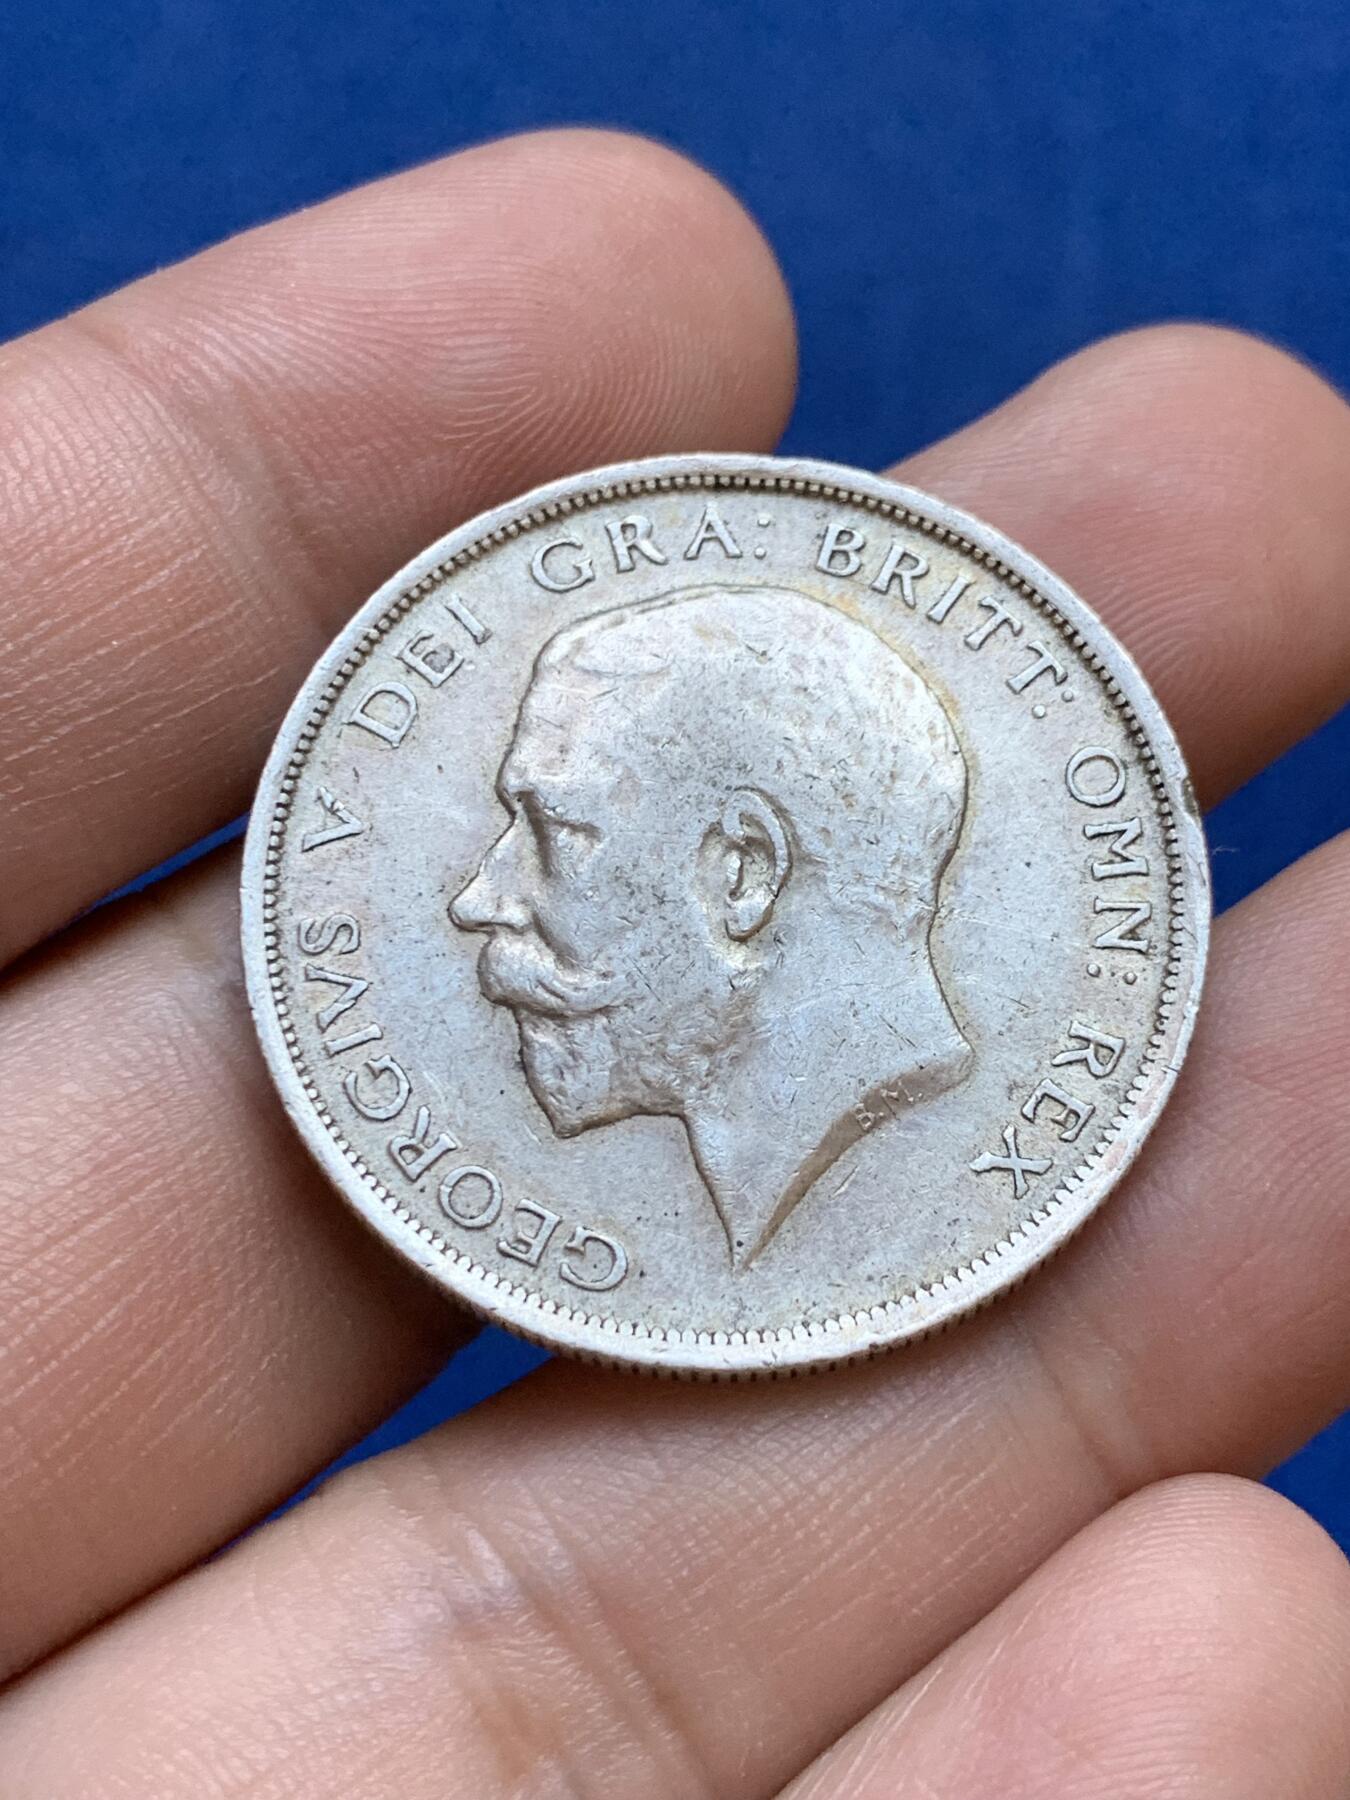 GEORGIVS V DEI GRA: BRITT: OMN: REX
B.M.